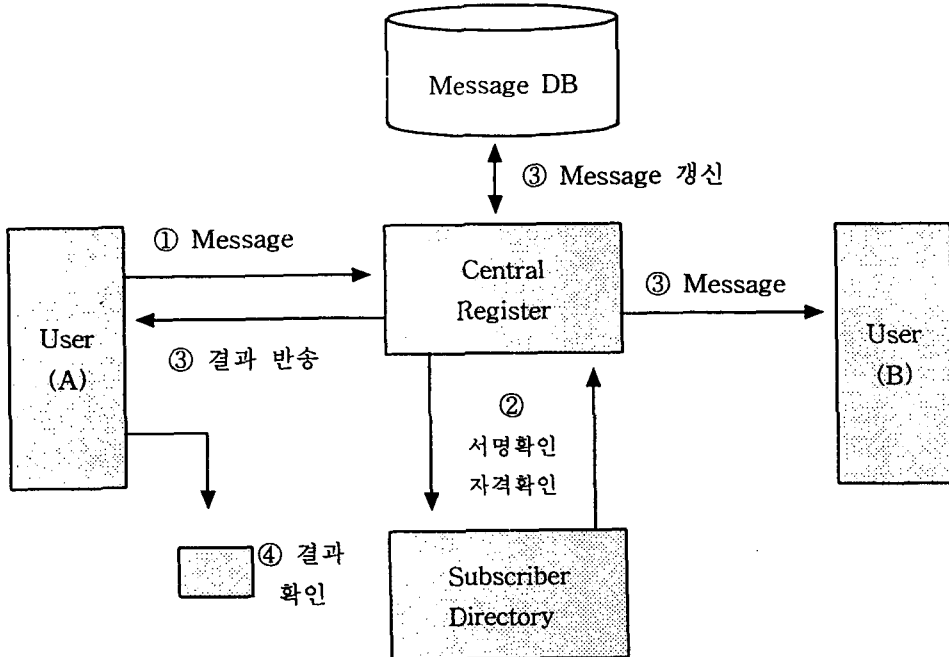 Message DB
③ Message 갱신
① Message
Central
Register
③ Message
User
(A)
③ 결과 반송
User
(B)
②
서명확인
자격확인
④ 결과
확인
Subscriber
Directory